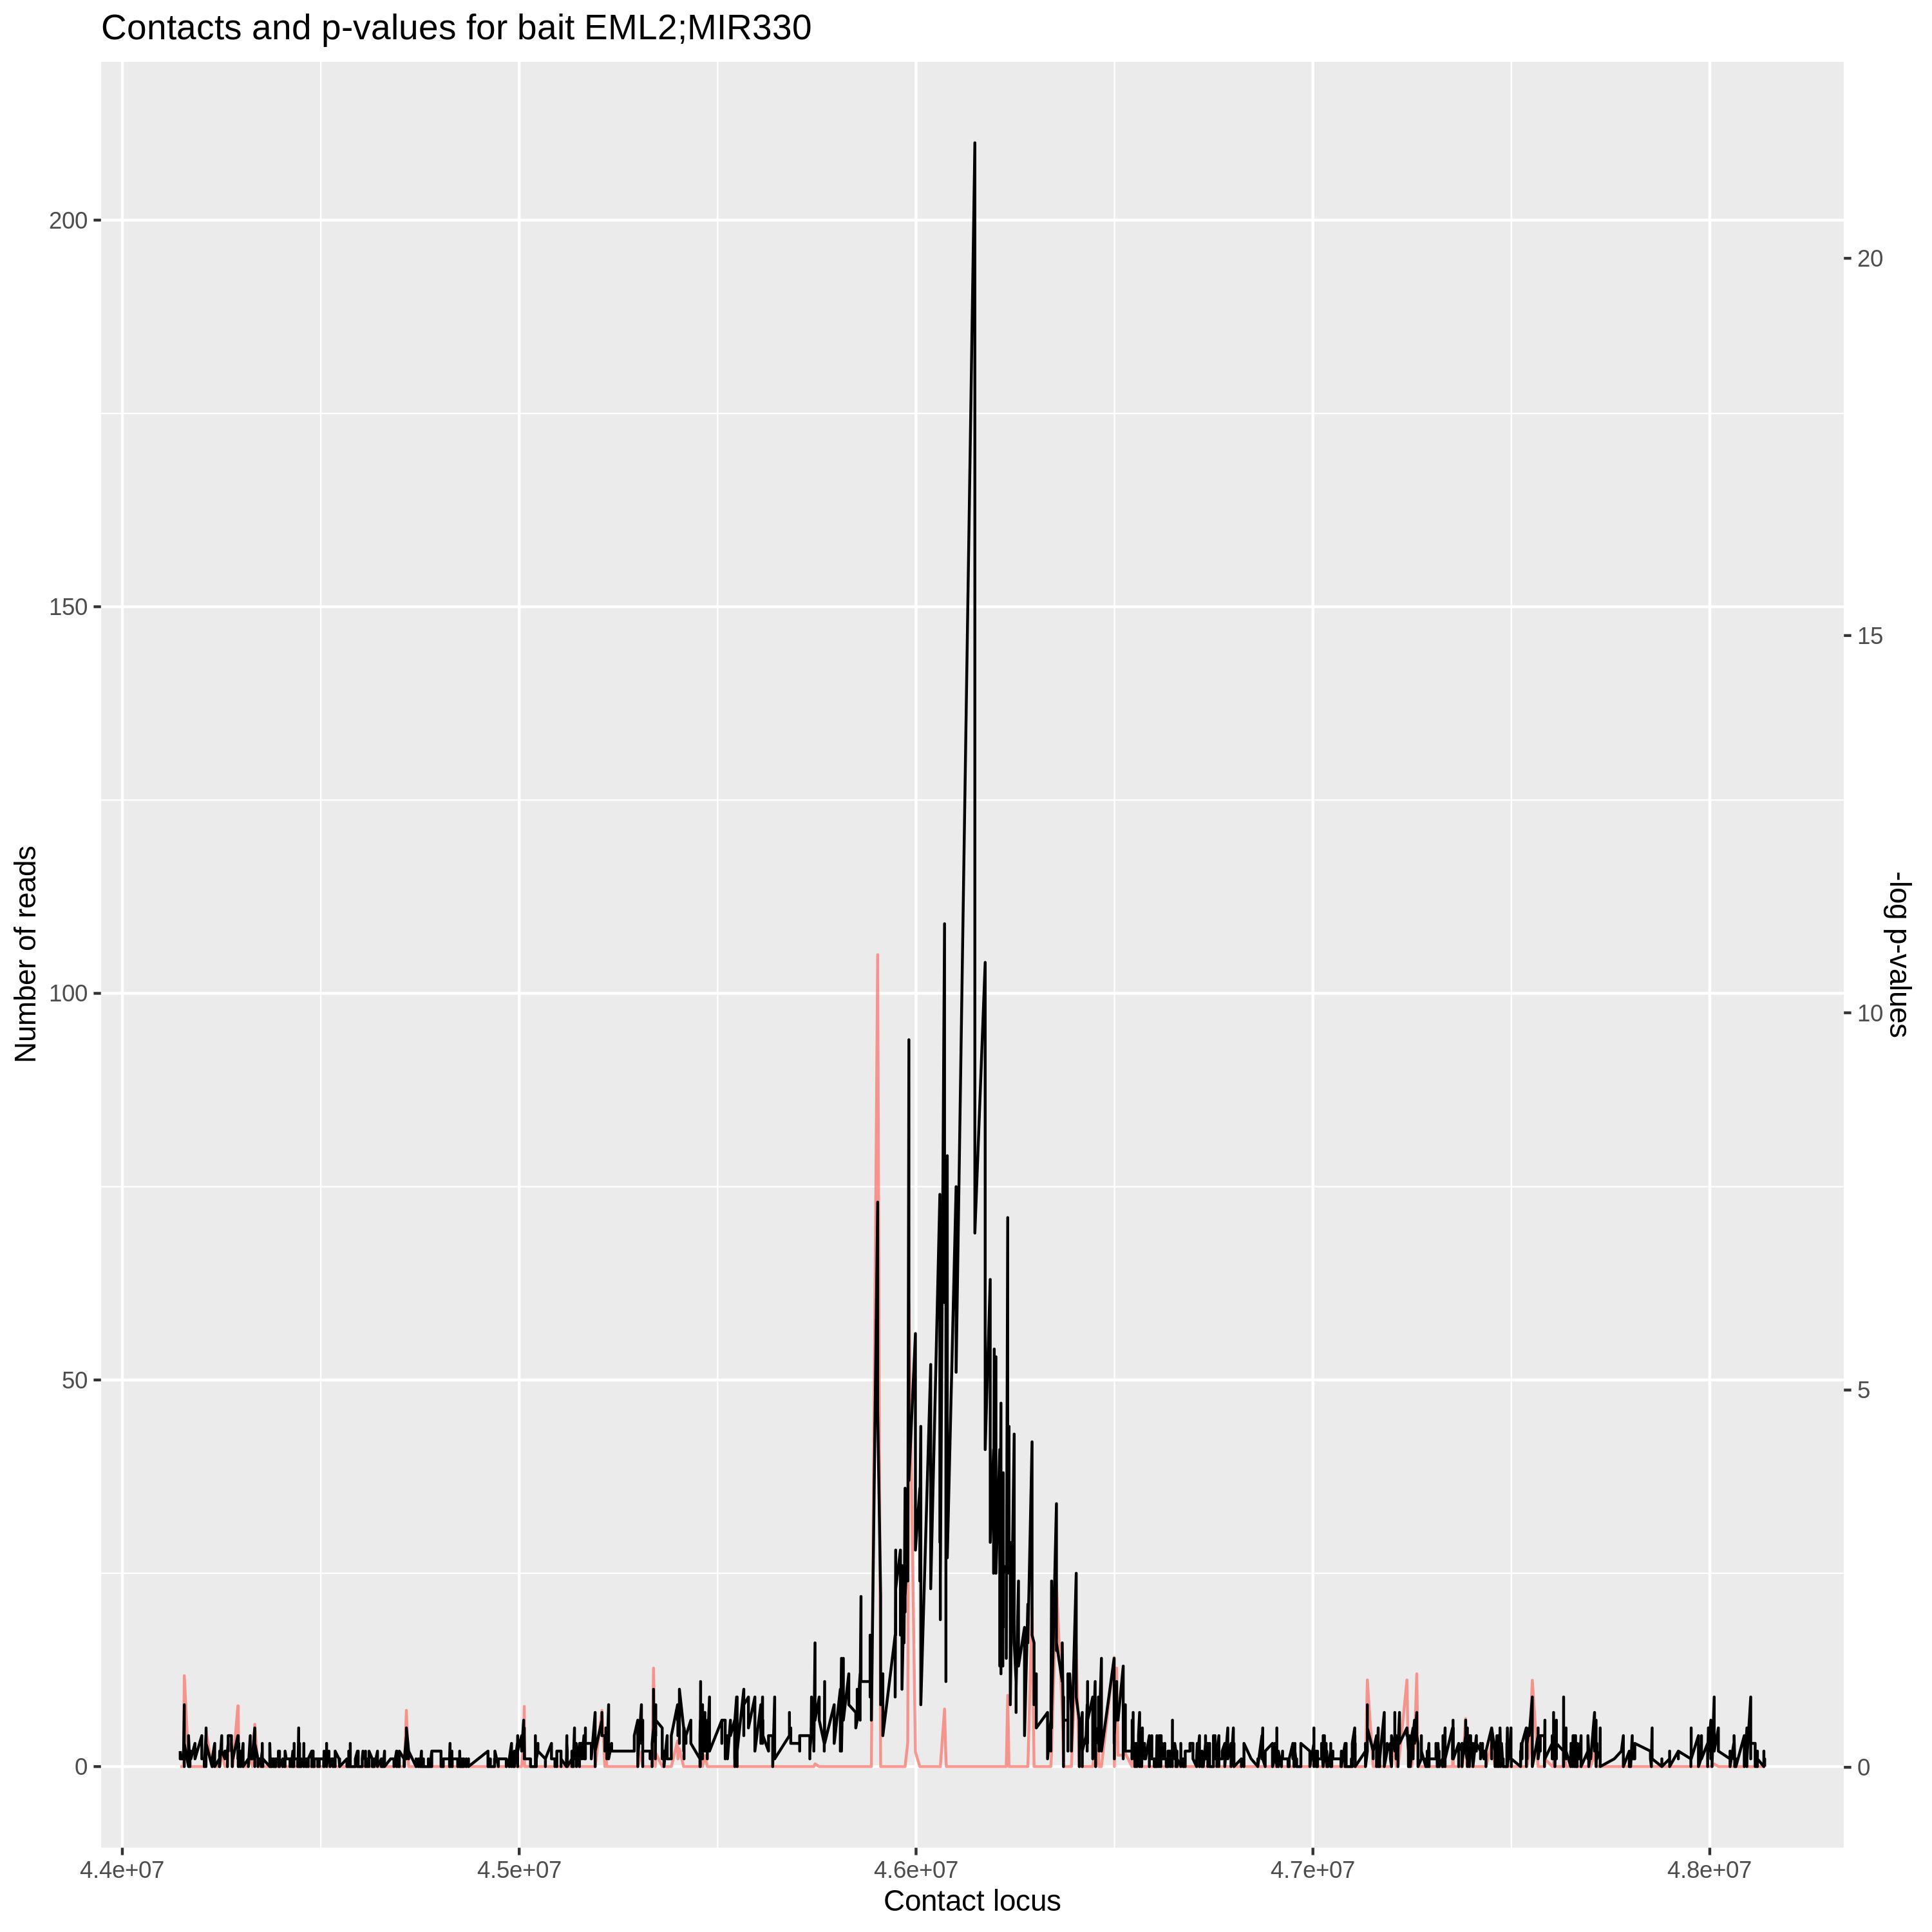 Contacts and p-values for bait EML2;MIR330
200
150
100
50
0
Number of reads
20
15
10
5
0
-log p-values
4.4e+07 4.5e+07 4.6e+07 4.7e+07 4.8e+07
Contact locus